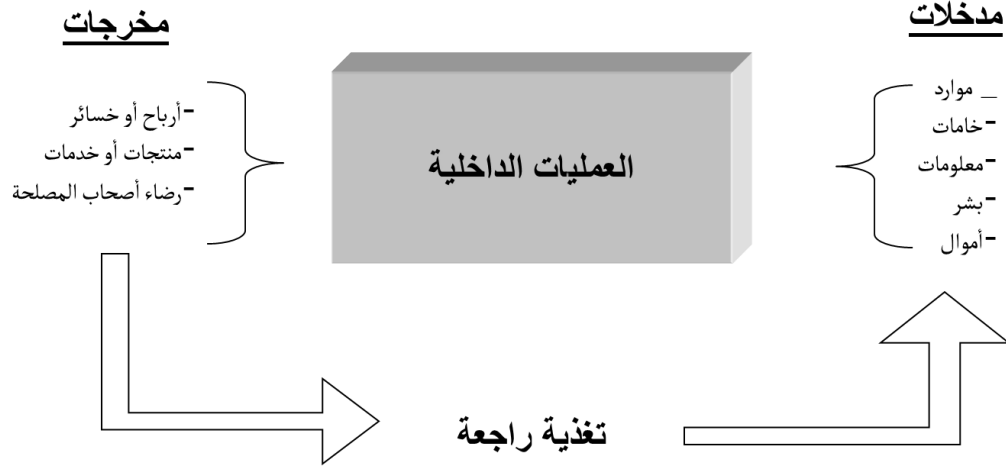 مدخلات
_ موارد
-خامات
-معلومات
-بشر
-أموال
العمليات الداخلية
مخرجات
-أرباح أو خسائر
-منتجات أو خدمات
-رضاء أصحاب المصلحة
تغذية راجعة